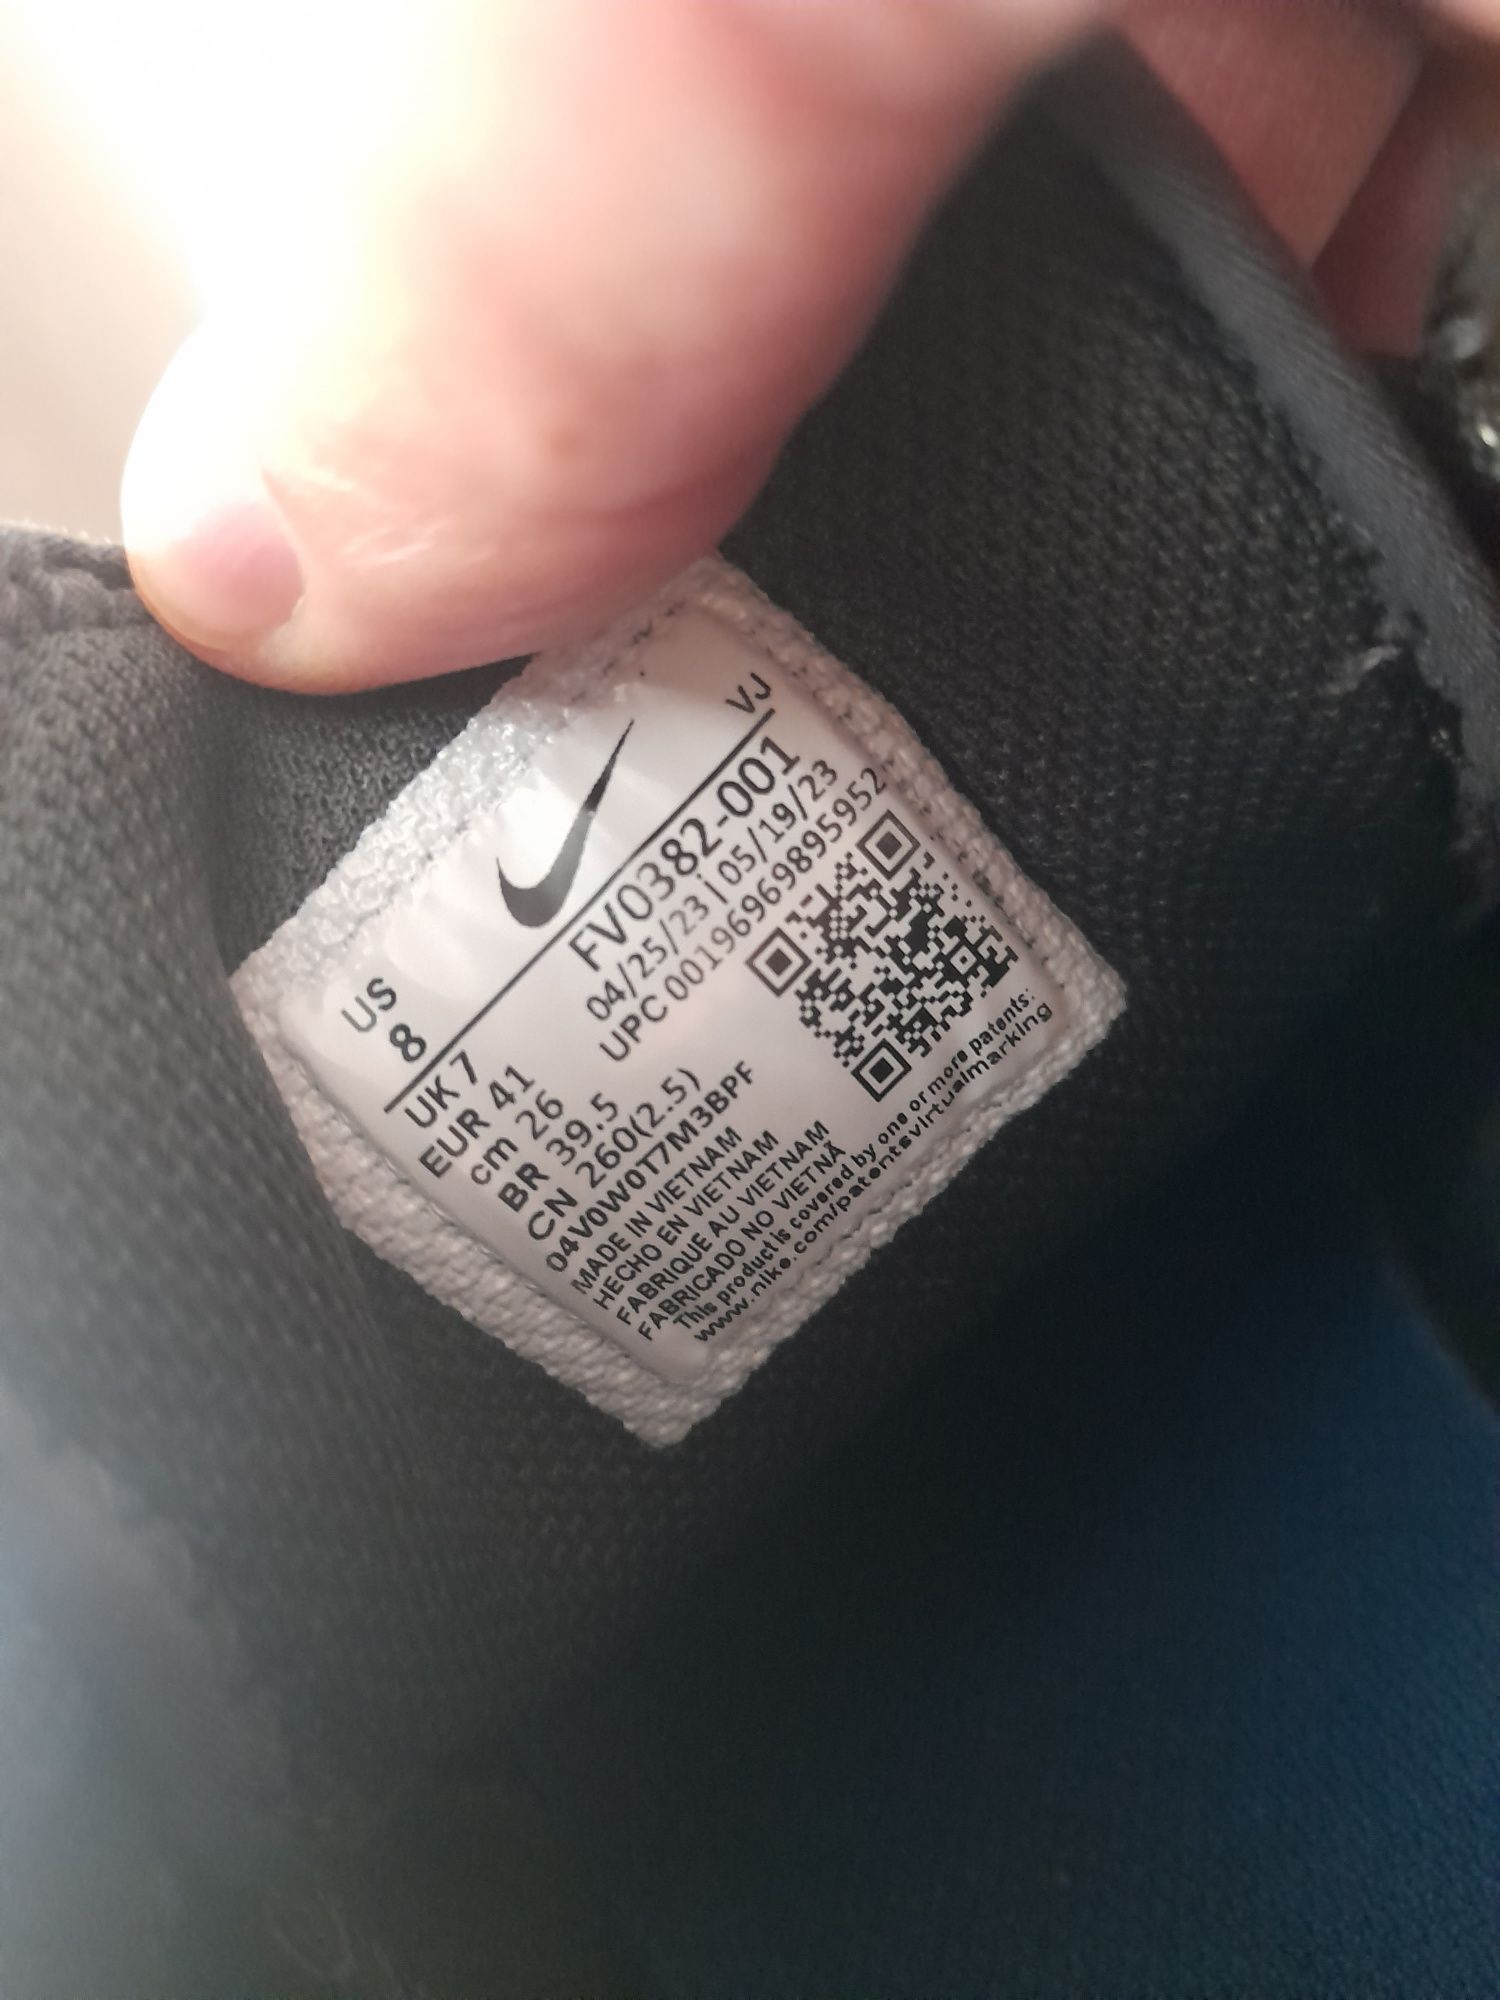 US
8
VJ
FV0382-001
04/25/23|05/19/23
UPC 00196969895952
UK 7
EUR 41
cm 26
BR 39.5
CN 260(2.5)
04V0W0T7M3BPF
MADE IN VIETNAM
HECHO EN VIETNAM
FABRIQUE AU VIETNAM
FABRICADO NO VIETNÃ
This product is covered by one or more patents:
www.nike.com/patentsvirtualmarking